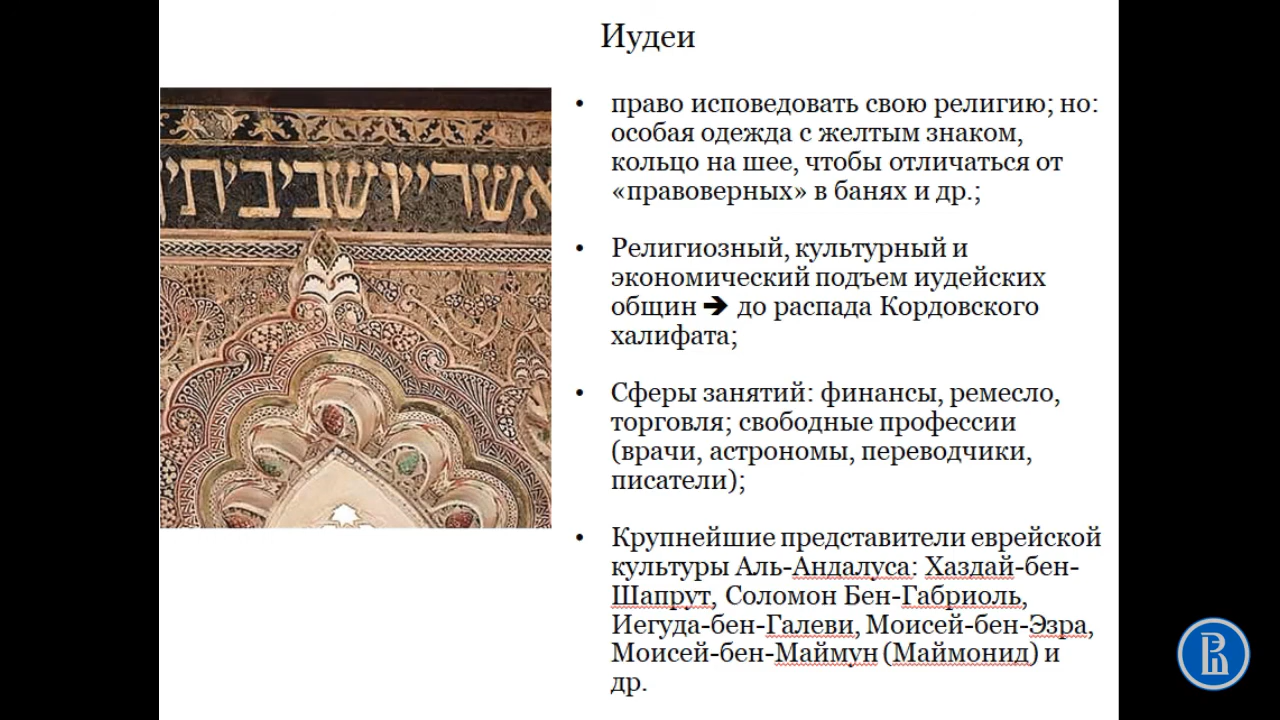 Иудеи
אשרי יושבי ביתך
• право исповедовать свою религию; но:
особая одежда с желтым знаком,
кольцо на шее, чтобы отличаться от
«правоверных» в банях и др.;
• Религиозный, культурный и
экономический подъем иудейских
общин ➔ до распада Кордовского
халифата;
• Сферы занятий: финансы, ремесло,
торговля; свободные профессии
(врачи, астрономы, переводчики,
писатели);
• Крупнейшие представители еврейской
культуры Аль-Андалуса: Хаздай-бен-
Шапрут, Соломон Бен-Габриоль,
Иегуда-бен-Галеви, Моисей-бен-Эзра,
Моисей-бен-Маймун (Маймонид) и
др.